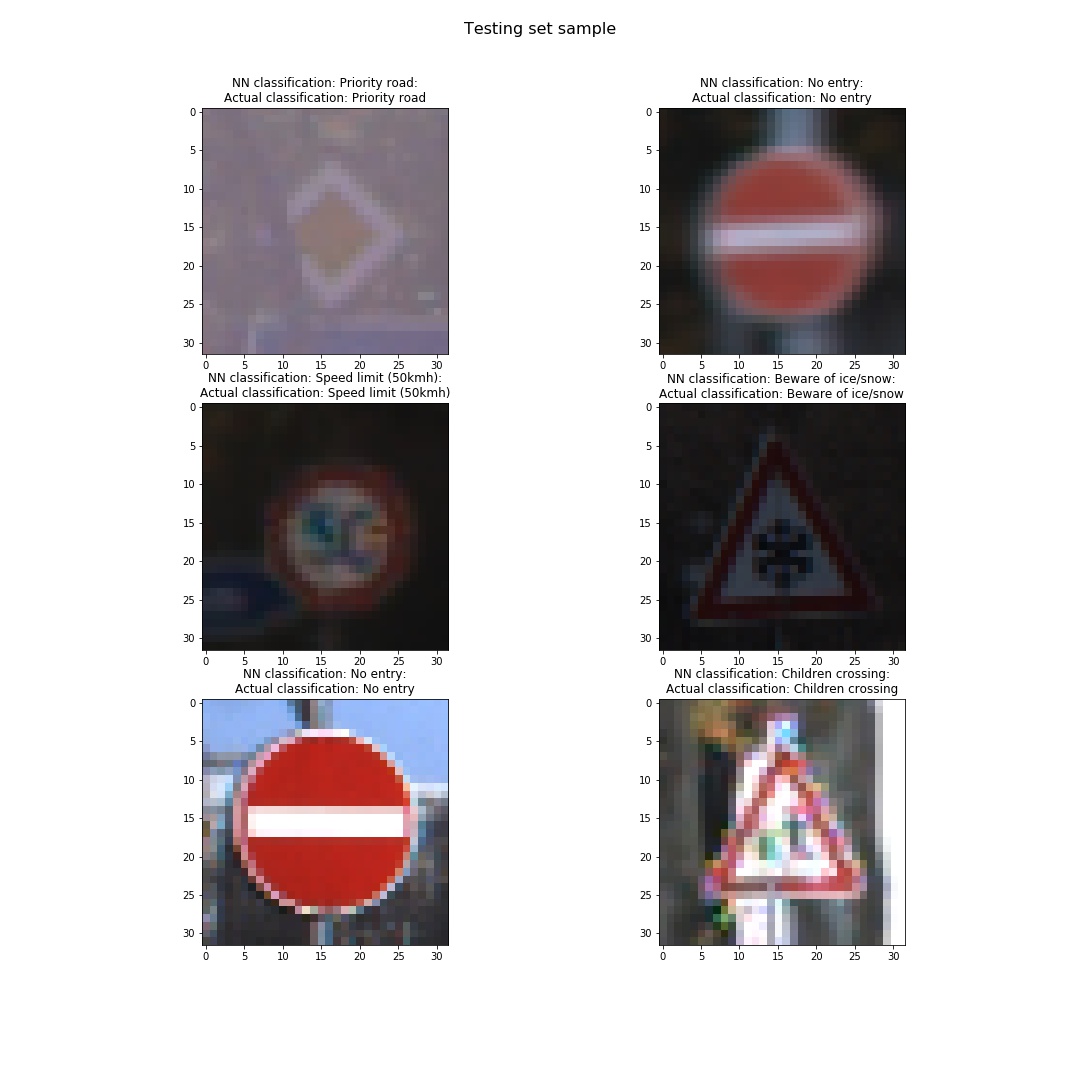 Testing set sample
NN classification: Priority road:
Actual classification: Priority road
0
5
10
15
20
25
30
0 5 10 15 20 25 30
NN classification: No entry:
Actual classification: No entry
0
5
10
15
20
25
30
0 5 10 15 20 25 30
NN classification: Speed limit (50kmh):
Actual classification: Speed limit (50kmh)
0
5
10
15
20
25
30
0 5 10 15 20 25 30
NN classification: Beware of ice/snow:
Actual classification: Beware of ice/snow
0
5
10
15
20
25
30
0 5 10 15 20 25 30
NN classification: No entry:
Actual classification: No entry
0
5
10
15
20
25
30
0 5 10 15 20 25 30
NN classification: Children crossing:
Actual classification: Children crossing
0
5
10
15
20
25
30
0 5 10 15 20 25 30